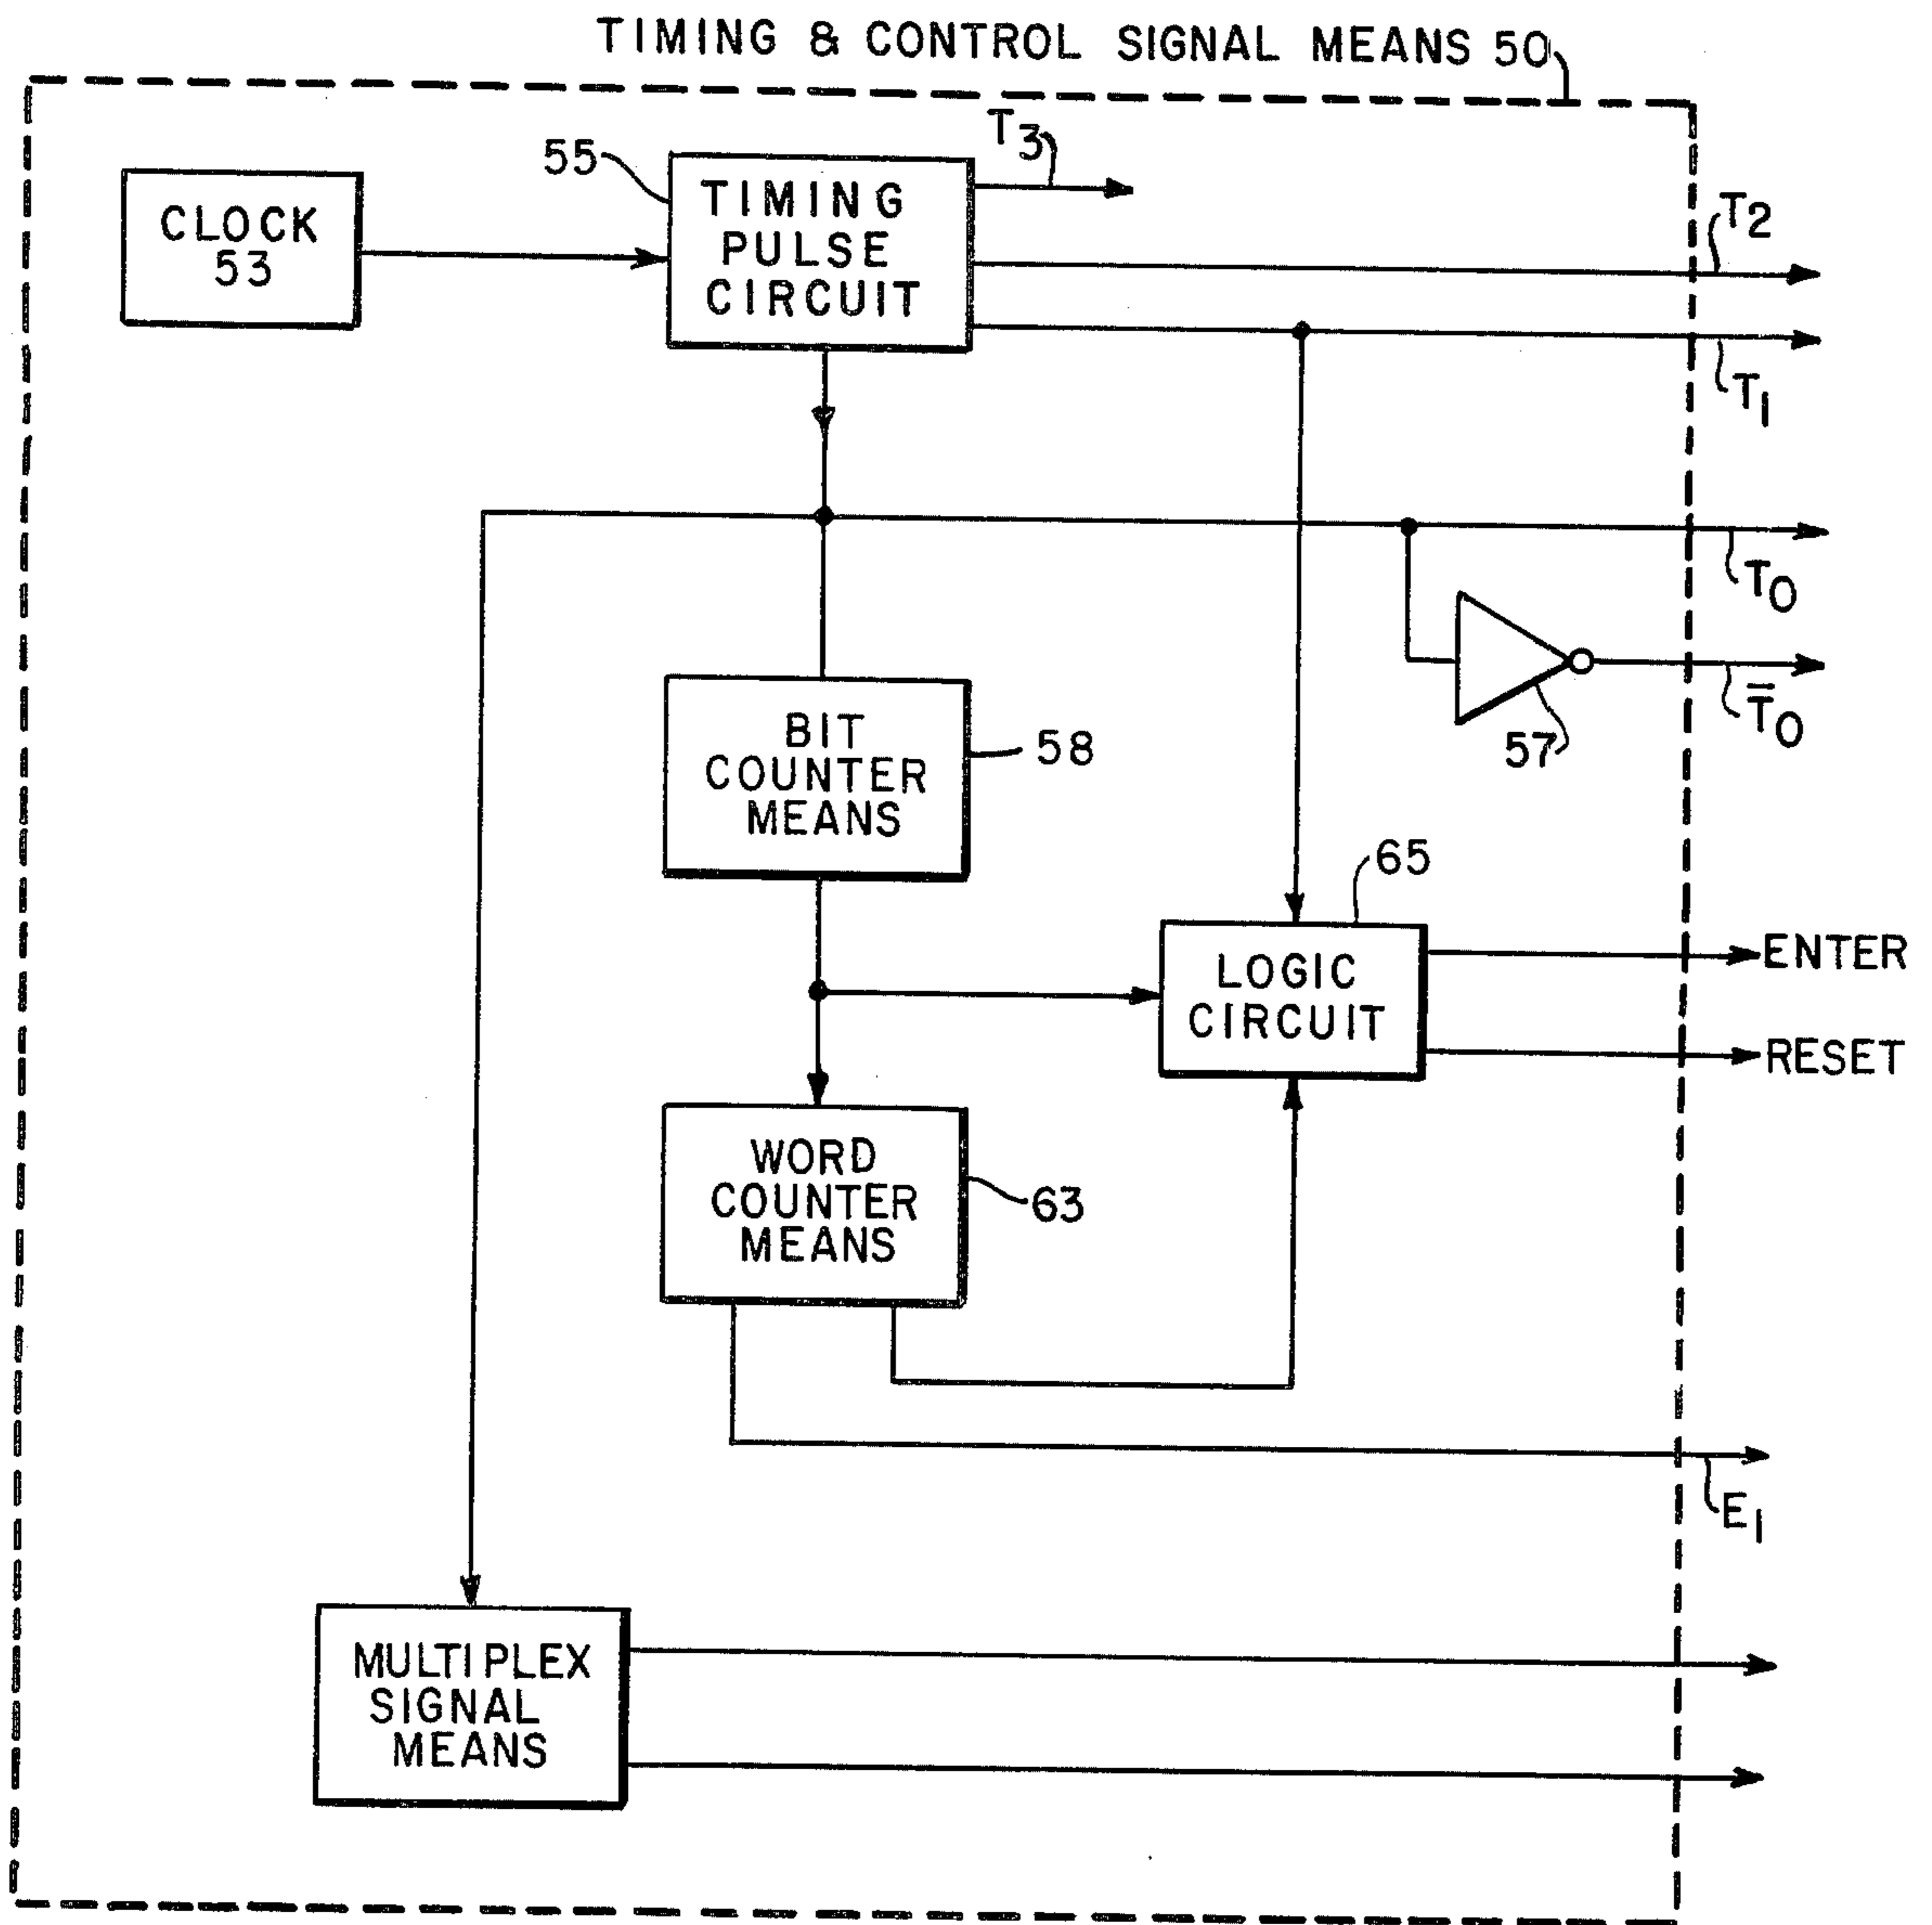 TIMING & CONTROL SIGNAL MEANS 50
T3
55
TIMING
PULSE
CIRCUIT
CLOCK
53
T2
T1
T0
T̅0
57
BIT
COUNTER
MEANS
58
65
LOGIC
CIRCUIT
ENTER
RESET
WORD
COUNTER
MEANS
63
E1
MULTIPLEX
SIGNAL
MEANS